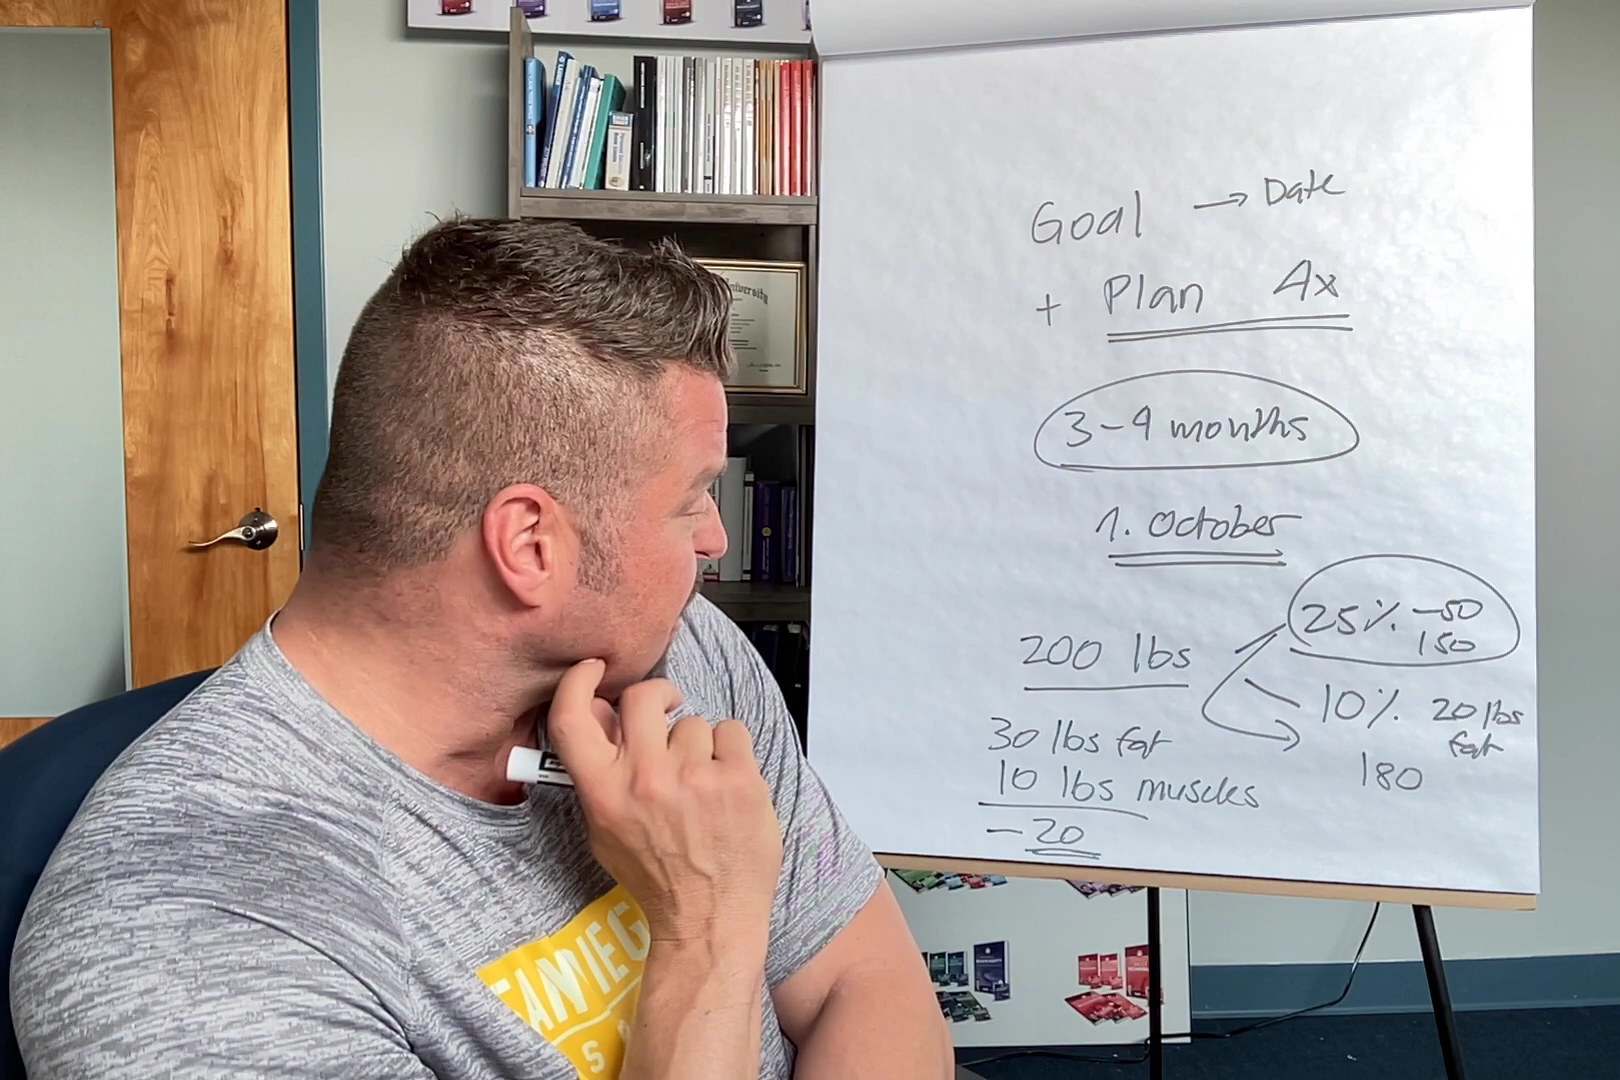 Goal → Date
+ Plan 4x
3-4 months
1. October
25% -50
150
200 lbs
10% 20 lbs
fat
180
30 lbs fat
10 lbs muscles
-20